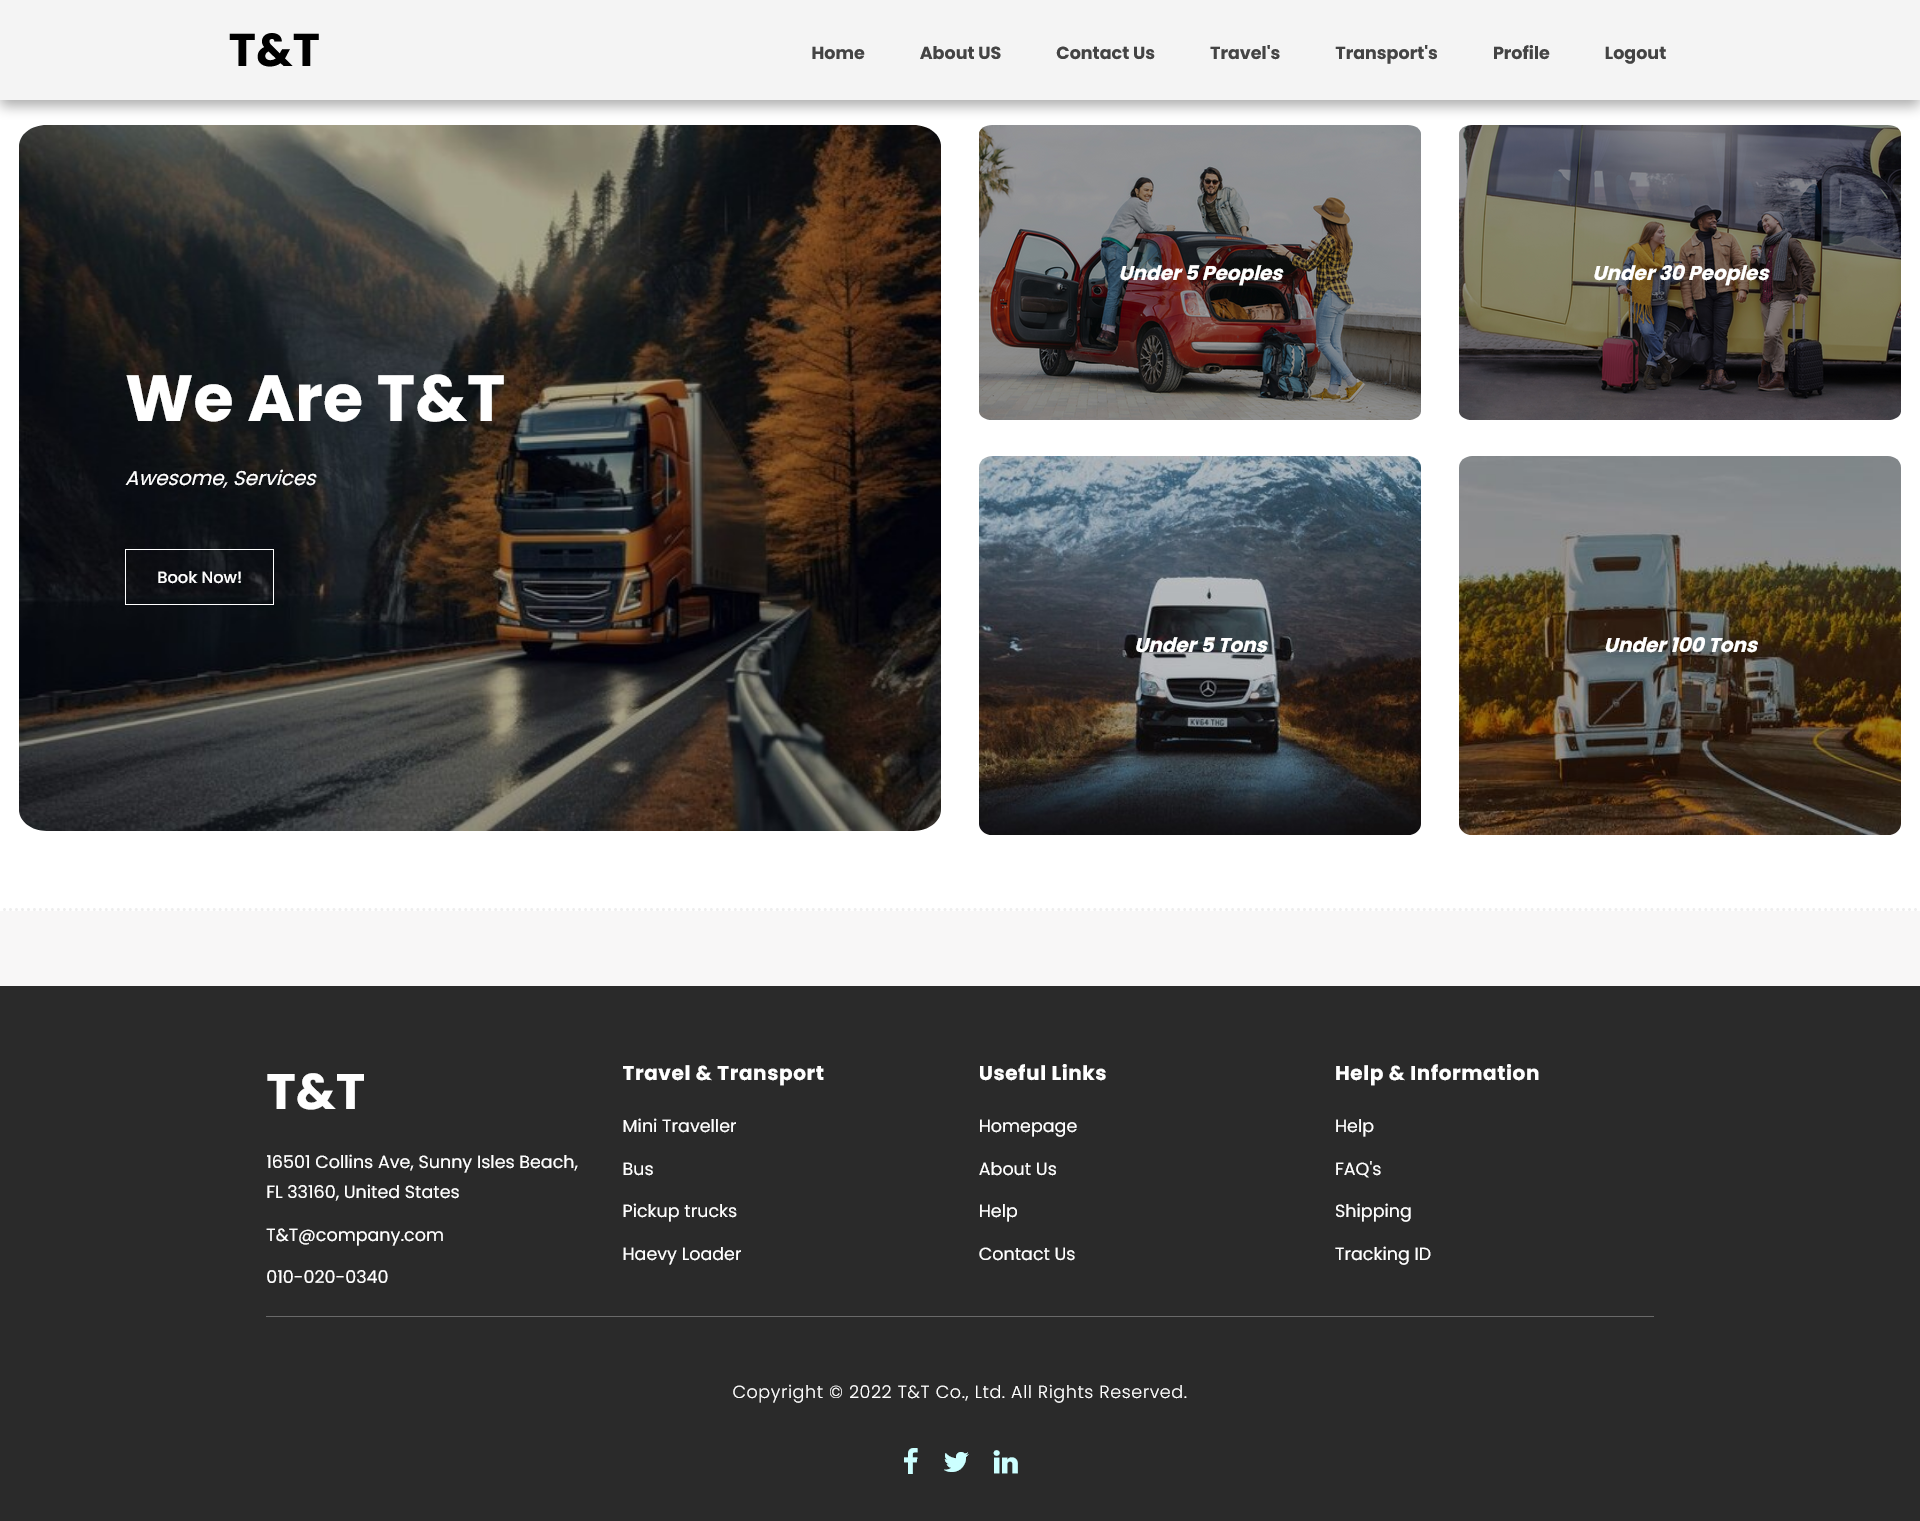 T&T
Home
About US
Contact Us
Travel's
Transport's
Profile
Logout
We Are T&T
Awesome, Services
Book Now!
Under 5 Peoples
Under 30 Peoples
Under 5 Tons
KV64 THG
Under 100 Tons
T&T
16501 Collins Ave, Sunny Isles Beach,
FL 33160, United States
T&T@company.com
010-020-0340
Travel & Transport
Mini Traveller
Bus
Pickup trucks
Haevy Loader
Useful Links
Homepage
About Us
Help
Contact Us
Help & Information
Help
FAQ's
Shipping
Tracking ID
Copyright © 2022 T&T Co., Ltd. All Rights Reserved.